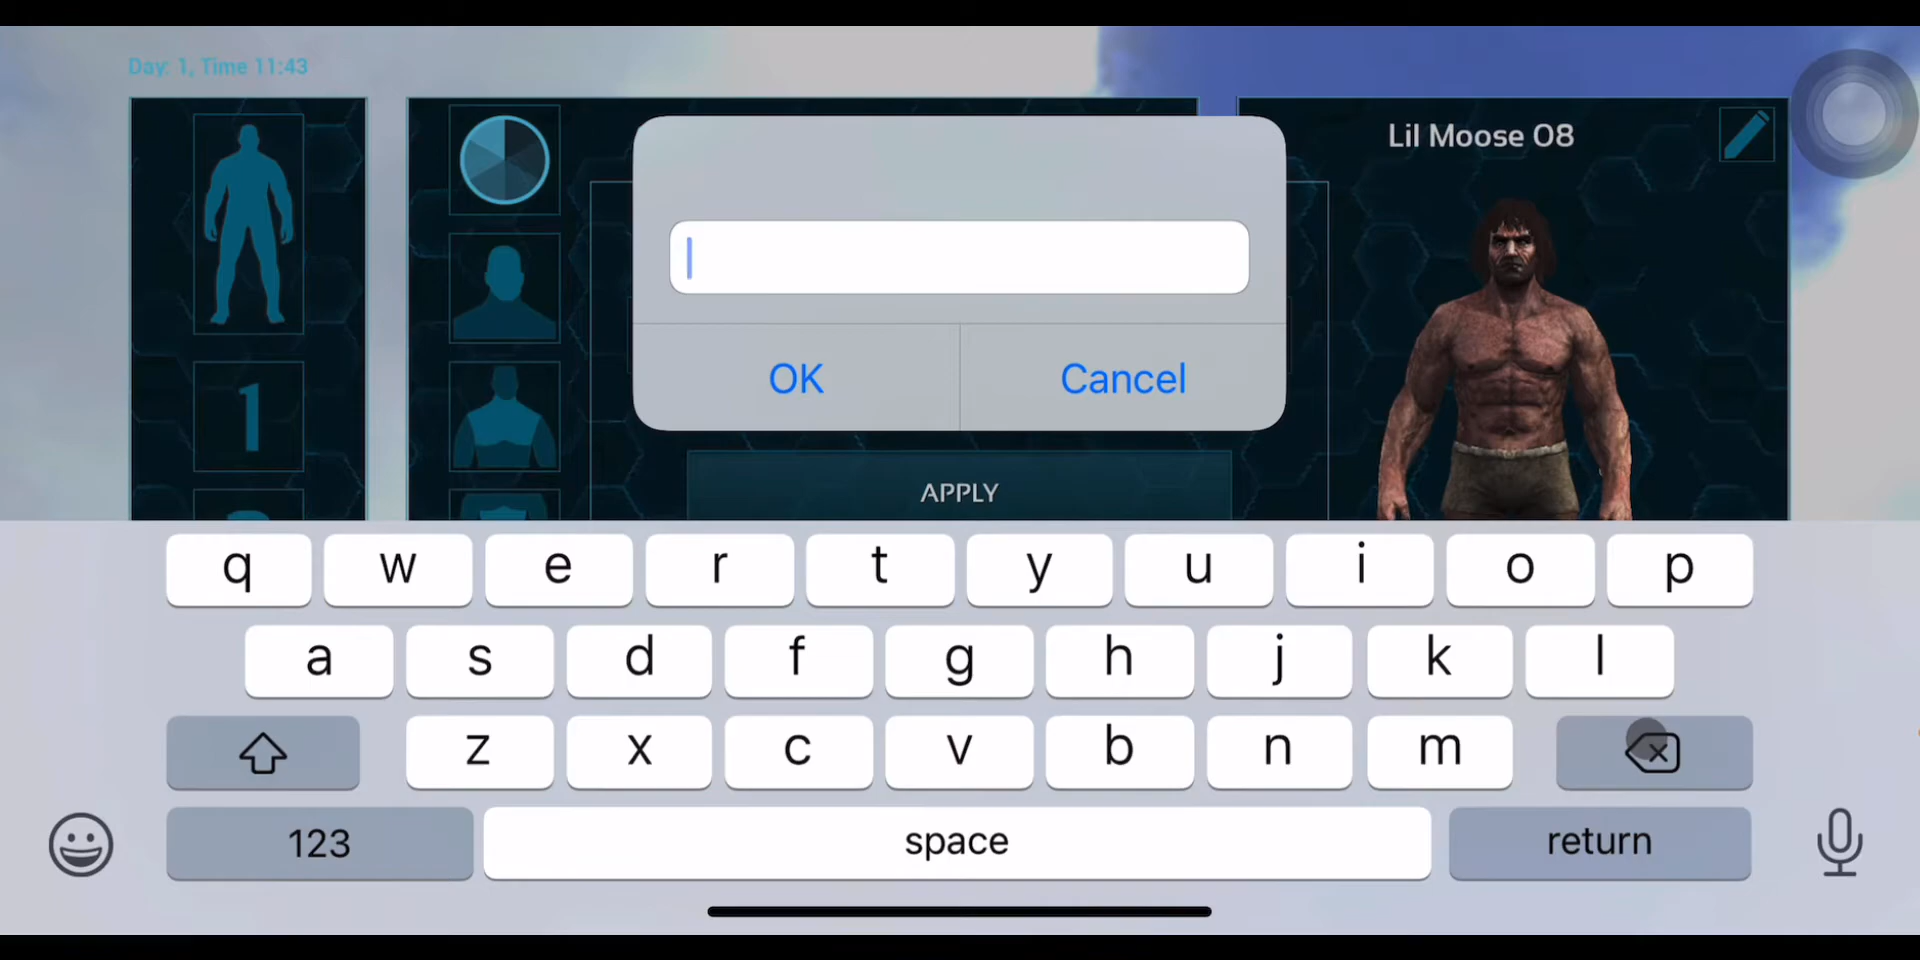 Day: 1, Time 11:43
Lil Moose 08
1
OK Cancel
APPLY
q w e r t y u i o p
a s d f g h j k l
z x c v b n m
123 space return